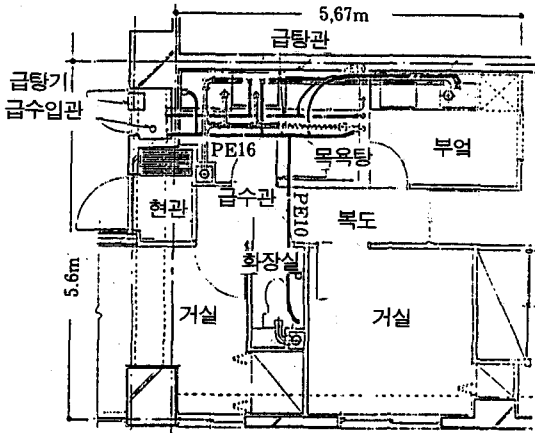 5,67m
급탕관
급탕기
급수입관
부엌
PE16
목욕탕
급수관
현관
PE10
복도
화장실
5.6m
거실
거실